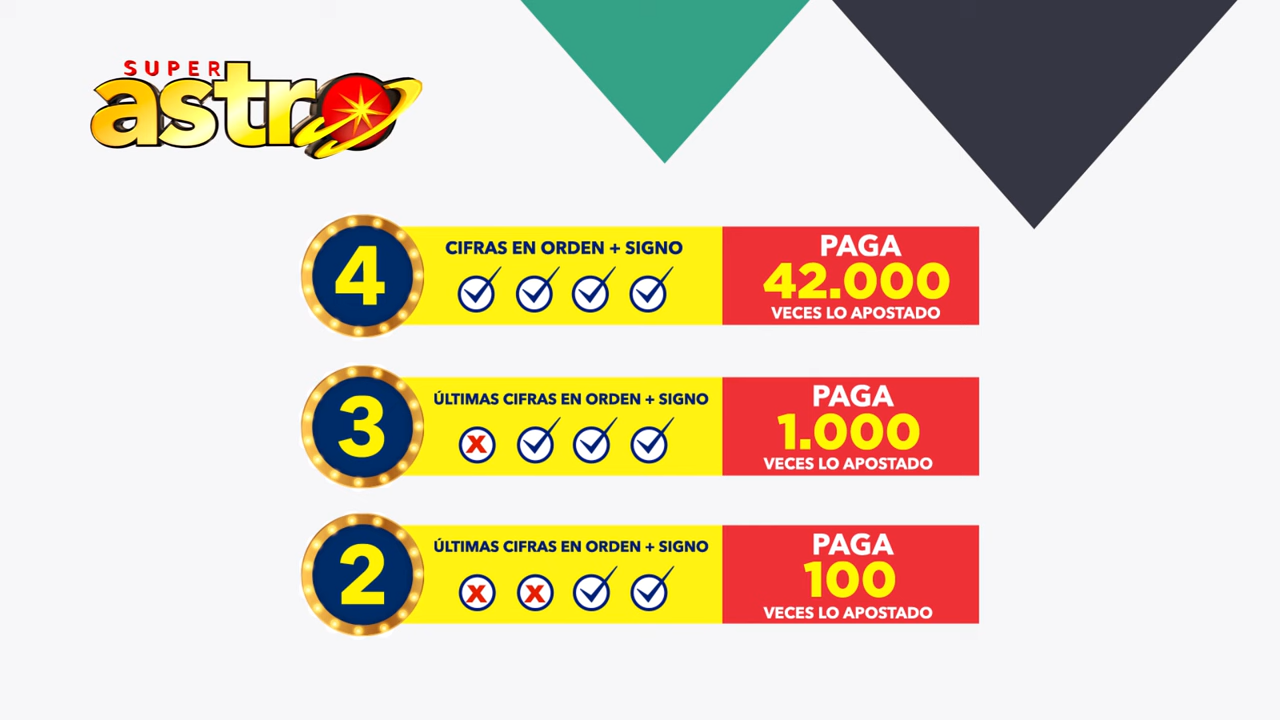 SUPER
astro
4
CIFRAS EN ORDEN + SIGNO
PAGA
42.000
VECES LO APOSTADO
3
ÚLTIMAS CIFRAS EN ORDEN + SIGNO
X
PAGA
1.000
VECES LO APOSTADO
2
ÚLTIMAS CIFRAS EN ORDEN + SIGNO
X X
PAGA
100
VECES LO APOSTADO